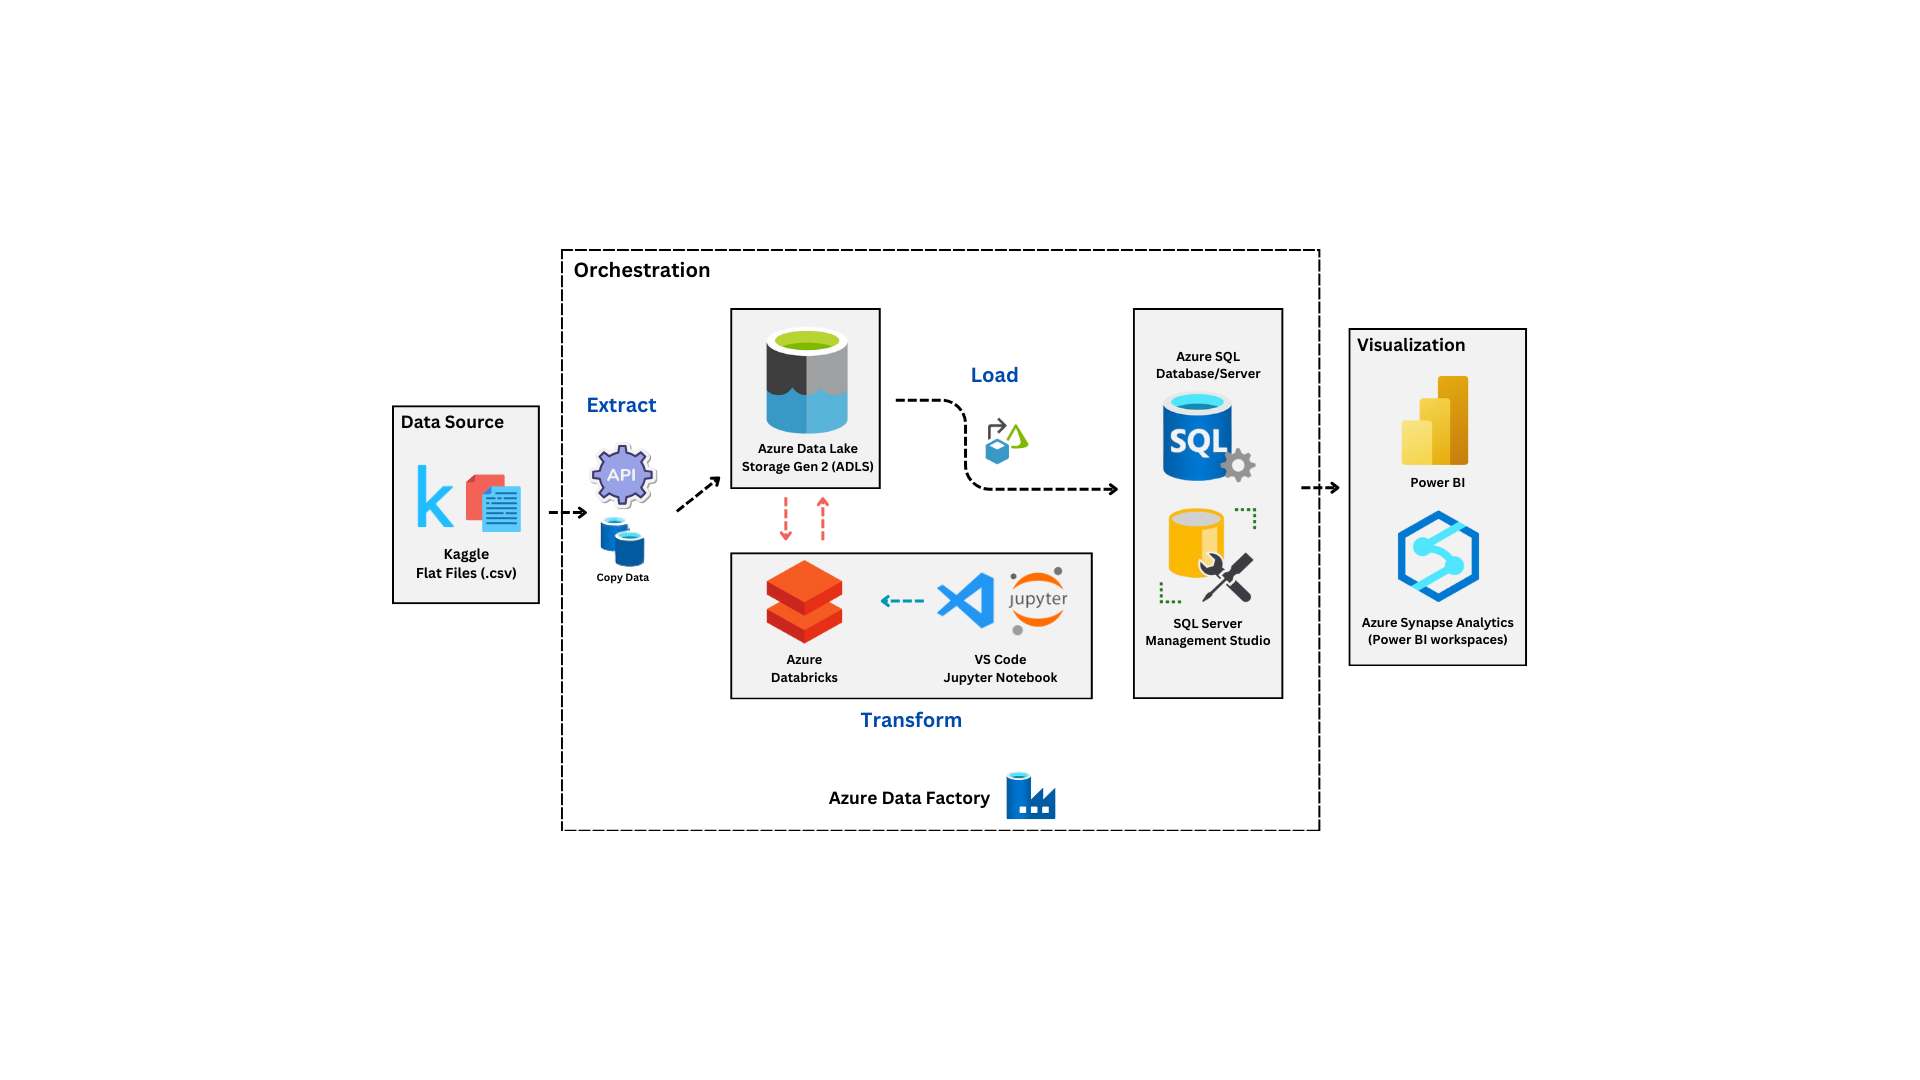 Orchestration
Data Source
Kaggle
Flat Files (.csv)
Extract
API
Copy Data
Azure Data Lake
Storage Gen 2 (ADLS)
Load
Azure
Databricks
jupyter
VS Code
Jupyter Notebook
Transform
Azure SQL
Database/Server
SQL
SQL Server
Management Studio
Visualization
Power BI
Azure Synapse Analytics
(Power BI workspaces)
Azure Data Factory